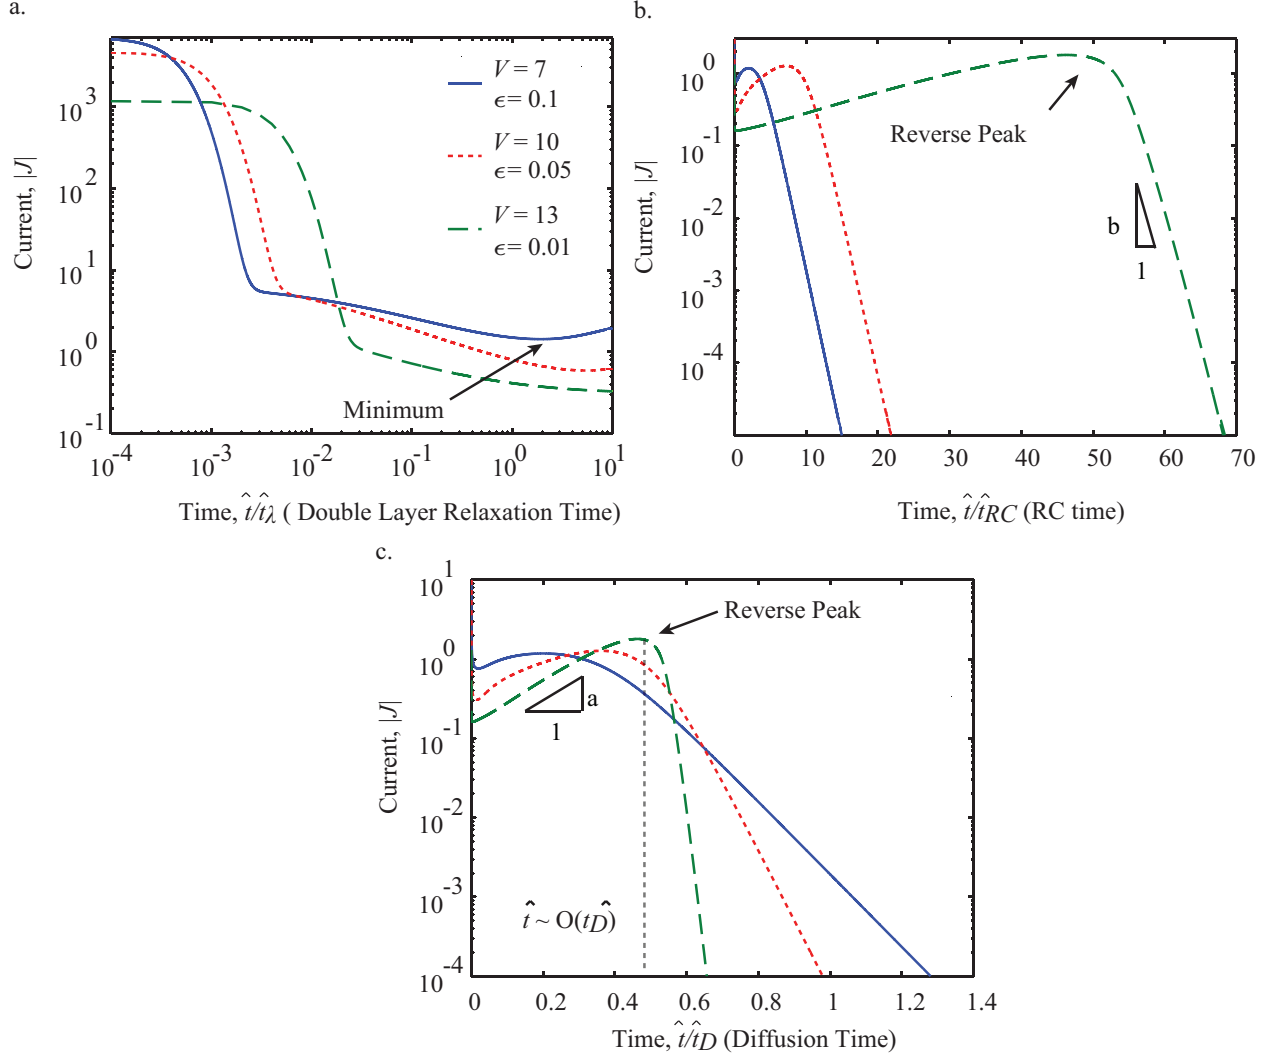 a.
10^3
10^2
10^1
10^0
10^-1
Current, |J|
V = 7
ϵ= 0.1
V = 10
ϵ= 0.05
V = 13
ϵ= 0.01
Minimum
10^-4 10^-3 10^-2 10^-1 10^0 10^1
Time, t̂/t̂λ ( Double Layer Relaxation Time)
b.
10^0
10^-1
10^-2
10^-3
10^-4
Current, |J|
Reverse Peak
b
1
0 10 20 30 40 50 60 70
Time, t̂/t̂RC (RC time)
c.
10^1
10^0
10^-1
10^-2
10^-3
10^-4
Current, |J|
Reverse Peak
a
1
t̂ ~ O(tD̂)
0 0.2 0.4 0.6 0.8 1 1.2 1.4
Time, t̂/t̂D (Diffusion Time)